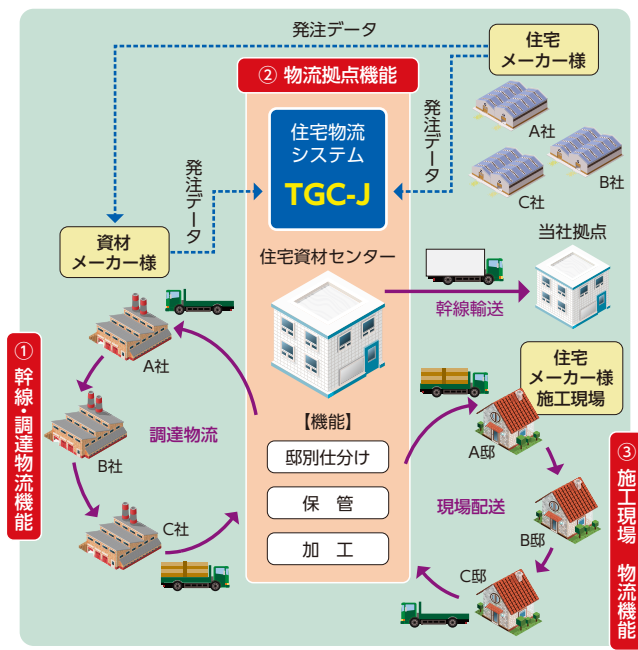 発注データ
住宅
メーカー様
② 物流拠点機能
住宅物流
システム
TGC-J
発注データ
発注データ
A社
B社
C社
資材
メーカー様
住宅資材センター
当社拠点
幹線輸送
① 幹線・調達物流機能
A社
B社
C社
調達物流
【機能】
邸別仕分け
保　管
加　工
住宅
メーカー様
施工現場
A邸
B邸
C邸
現場配送
③ 施工現場　物流機能